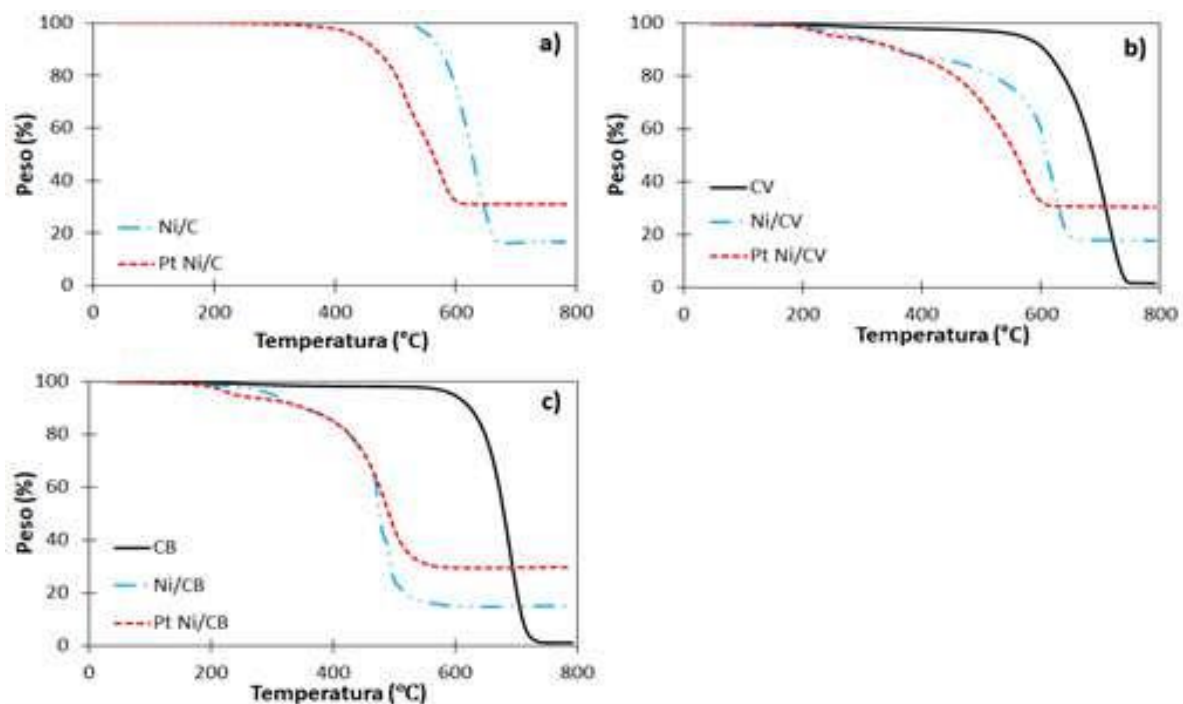 100
80
60
40
20
0
Peso (%)
a)
Ni/C
Pt Ni/C
0
200
400
600
800
Temperatura (°C)
100
80
60
40
20
0
Peso (%)
b)
CV
Ni/CV
Pt Ni/CV
0
200
400
600
800
Temperatura (°C)
100
80
60
40
20
0
Peso (%)
c)
CB
Ni/CB
Pt Ni/CB
0
200
400
600
800
Temperatura (°C)